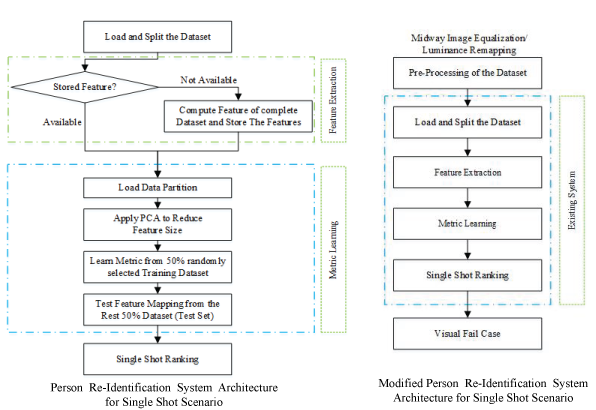 Load and Split the Dataset
Stored Feature?
Not Available
Available
Compute Feature of complete
Dataset and Store The Features
Feature Extraction
Load Data Partition
Apply PCA to Reduce
Feature Size
Learn Metric from 50% randomly
selected Training Dataset
Test Feature Mapping from the
Rest 50% Dataset (Test Set)
Metric Learning
Single Shot Ranking
Person Re-Identification System Architecture
for Single Shot Scenario
Midway Image Equalization/
Luminance Remapping
Pre-Processing of the Dataset
Load and Split the Dataset
Feature Extraction
Metric Learning
Single Shot Ranking
Existing System
Visual Fail Case
Modified Person Re-Identification System
Architecture for Single Shot Scenario